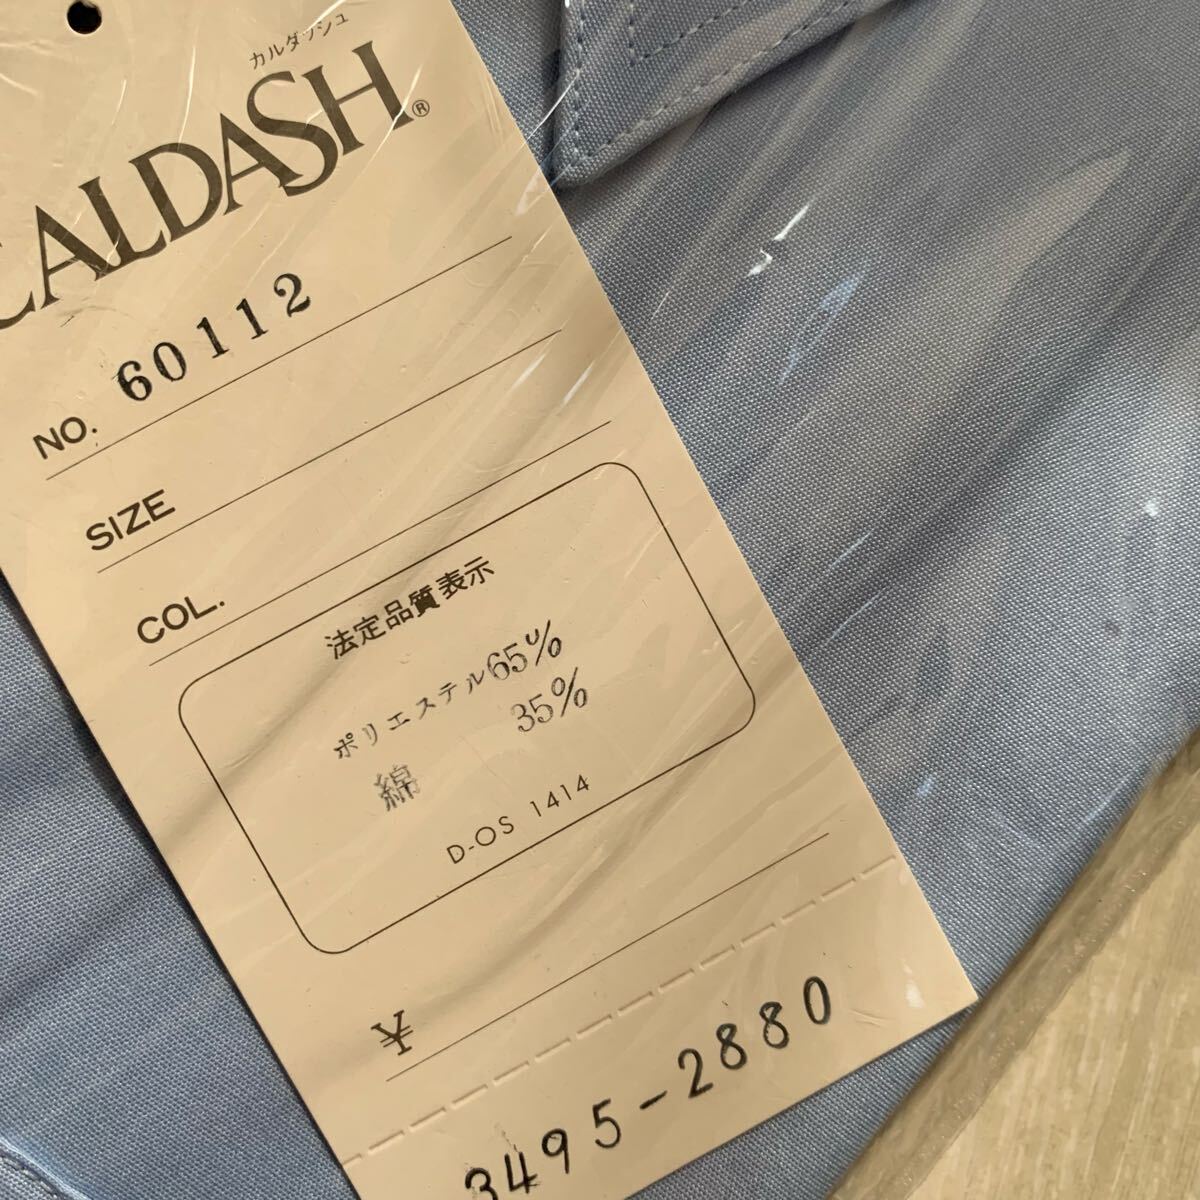 カルダッシュ
CALDASH®
NO. 60112
SIZE
COL.
法定品質表示
ポリエステル65%
綿 35%
D-OS 1414
¥
3495-2880